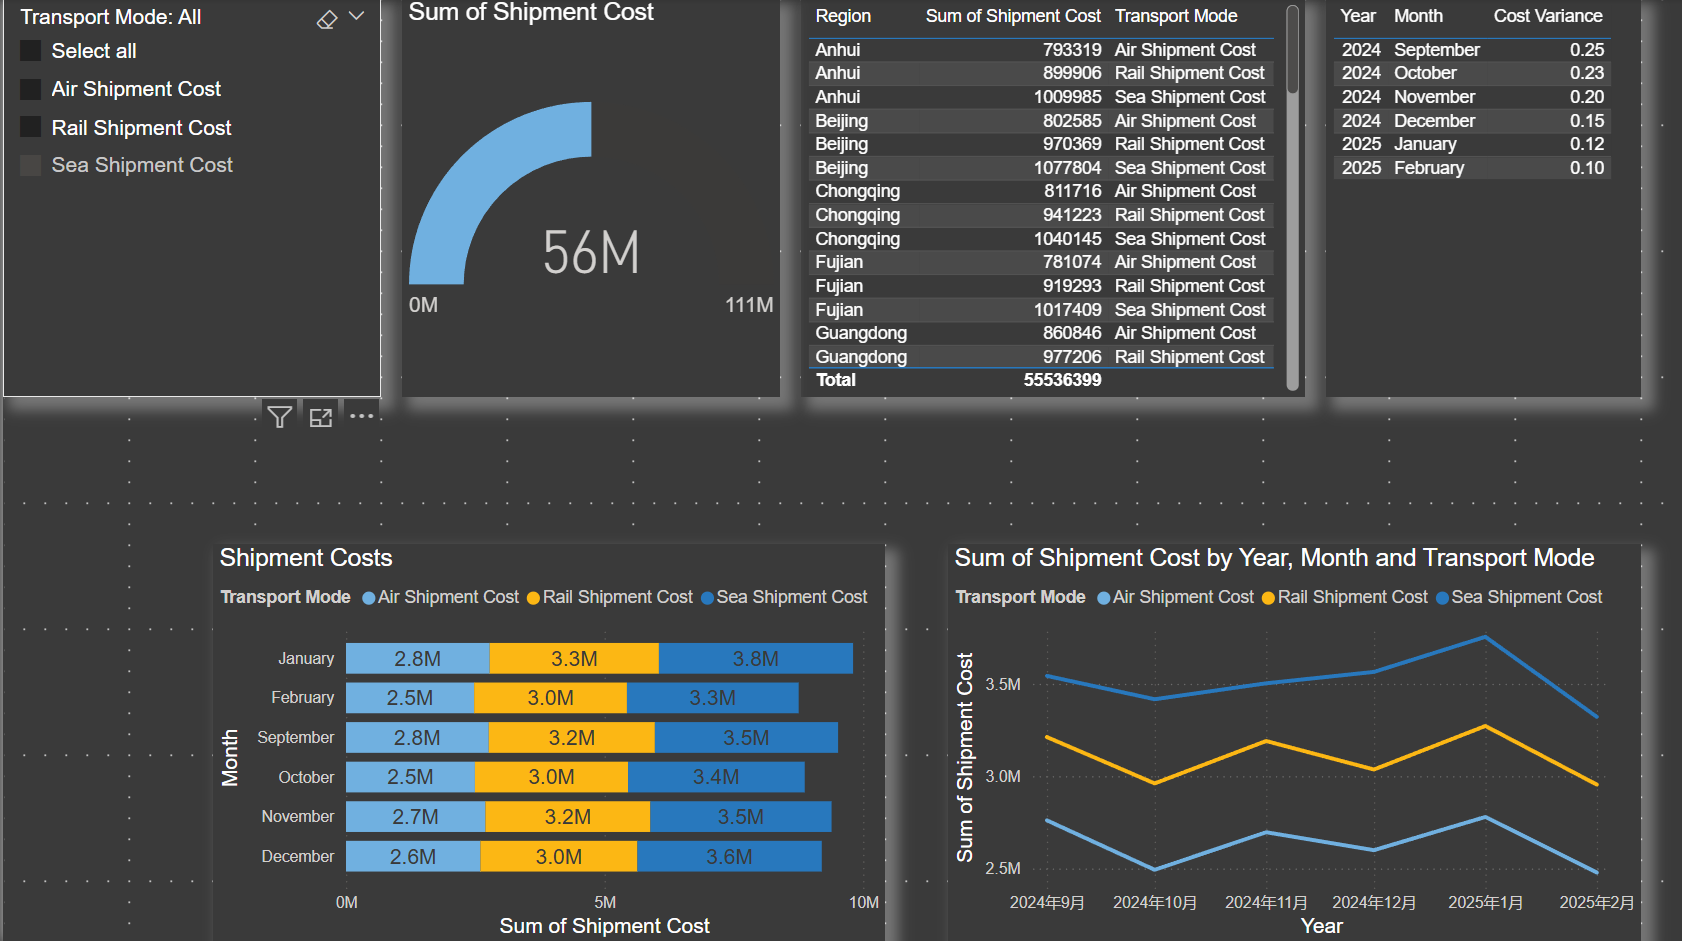 Transport Mode: All
Select all
Air Shipment Cost
Rail Shipment Cost
Sea Shipment Cost
Sum of Shipment Cost
56M
0M 111M
Region Sum of Shipment Cost Transport Mode
Anhui 793319 Air Shipment Cost
Anhui 899906 Rail Shipment Cost
Anhui 1009985 Sea Shipment Cost
Beijing 802585 Air Shipment Cost
Beijing 970369 Rail Shipment Cost
Beijing 1077804 Sea Shipment Cost
Chongqing 811716 Air Shipment Cost
Chongqing 941223 Rail Shipment Cost
Chongqing 1040145 Sea Shipment Cost
Fujian 781074 Air Shipment Cost
Fujian 919293 Rail Shipment Cost
Fujian 1017409 Sea Shipment Cost
Guangdong 860846 Air Shipment Cost
Guangdong 977206 Rail Shipment Cost
Total 55536399
Year Month Cost Variance
2024 September 0.25
2024 October 0.23
2024 November 0.20
2024 December 0.15
2025 January 0.12
2025 February 0.10
Shipment Costs
Transport Mode Air Shipment Cost Rail Shipment Cost Sea Shipment Cost
Month
January 2.8M 3.3M 3.8M
February 2.5M 3.0M 3.3M
September 2.8M 3.2M 3.5M
October 2.5M 3.0M 3.4M
November 2.7M 3.2M 3.5M
December 2.6M 3.0M 3.6M
0M 5M 10M
Sum of Shipment Cost
Sum of Shipment Cost by Year, Month and Transport Mode
Transport Mode Air Shipment Cost Rail Shipment Cost Sea Shipment Cost
Sum of Shipment Cost
3.5M
3.0M
2.5M
2024年9月 2024年10月 2024年11月 2024年12月 2025年1月 2025年2月
Year